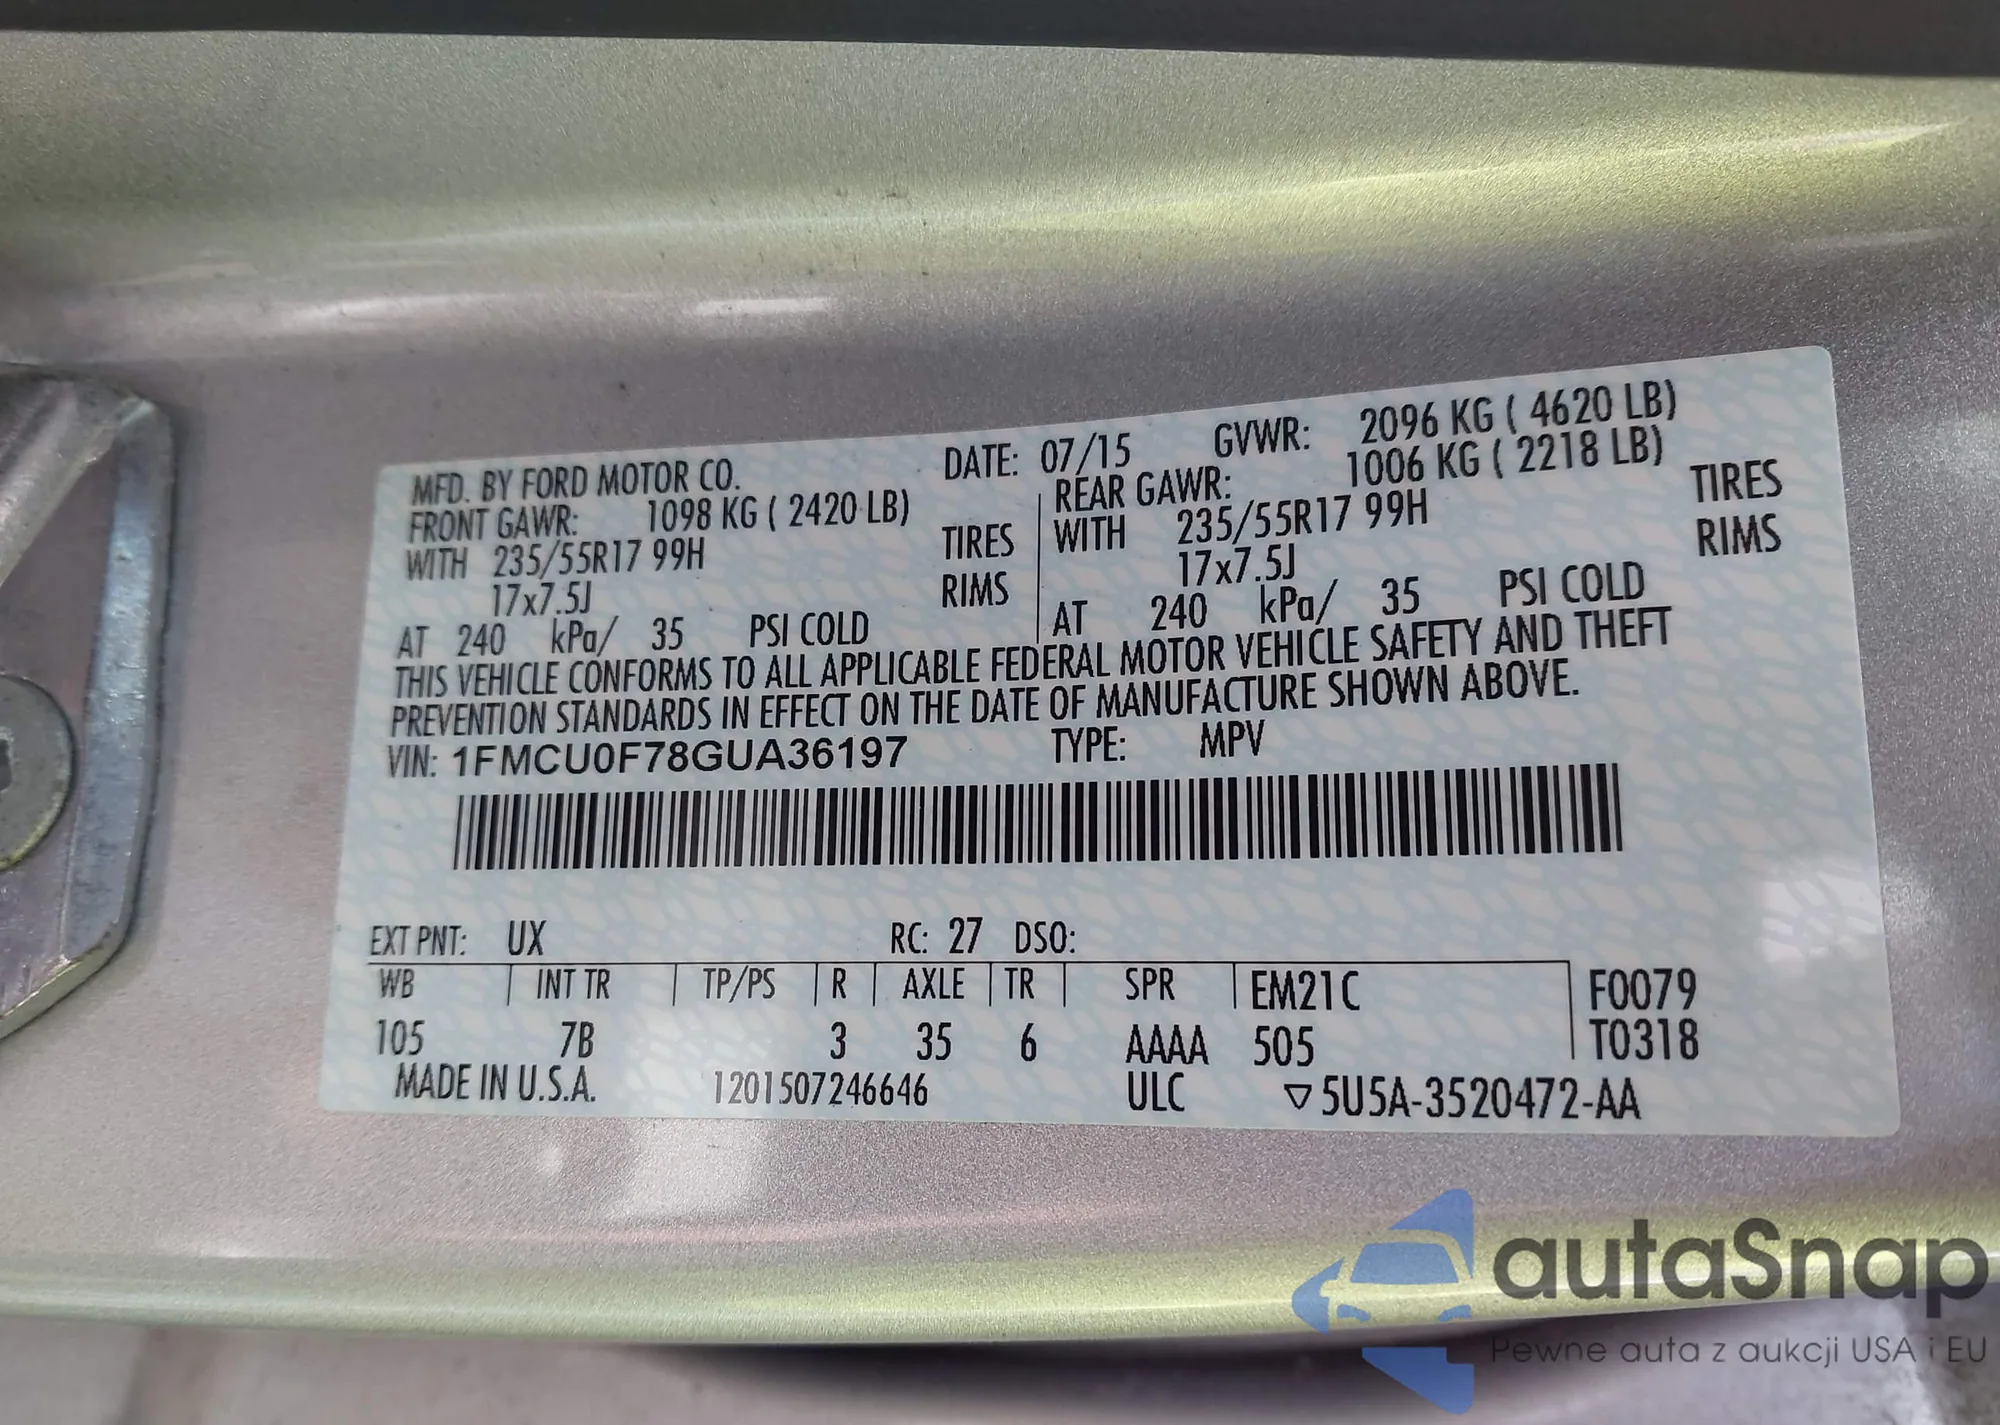 MFD. BY FORD MOTOR CO. DATE: 07/15 GVWR: 2096 KG ( 4620 LB)
FRONT GAWR: 1098 KG ( 2420 LB) REAR GAWR: 1006 KG ( 2218 LB)
WITH 235/55R17 99H TIRES WITH 235/55R17 99H TIRES
17x7.5J RIMS 17x7.5J RIMS
AT 240 kPa/ 35 PSI COLD AT 240 kPa/ 35 PSI COLD
THIS VEHICLE CONFORMS TO ALL APPLICABLE FEDERAL MOTOR VEHICLE SAFETY AND THEFT
PREVENTION STANDARDS IN EFFECT ON THE DATE OF MANUFACTURE SHOWN ABOVE.
VIN: 1FMCU0F78GUA36197 TYPE: MPV
EXT PNT: UX RC: 27 DSO:
WB INT TR TP/PS R AXLE TR SPR EM21C F0079
105 7B 3 35 6 AAAA 505 T0318
MADE IN U.S.A. 1201507246646 ULC ▽5U5A-3520472-AA
autaSnap
Pewne auta z aukcji USA i EU